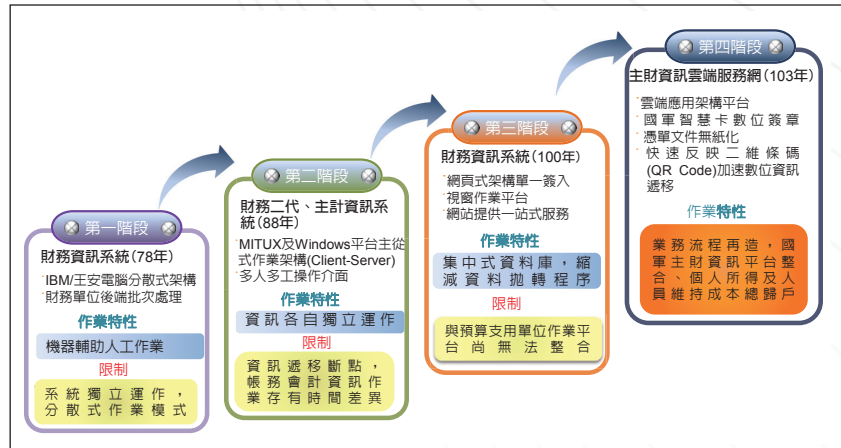 第一階段
財務資訊系統(78年)
˙IBM/王安電腦分散式架構
˙財務單位後端批次處理
作業特性
機器輔助人工作業
限制
系統獨立運作，
分散式作業模式
第二階段
財務二代、主計資訊系
統(88年)
˙MITUX及Windows平台主從
式作業架構(Client-Server)
˙多人多工操作介面
作業特性
資訊各自獨立運作
限制
資訊遞移斷點，
帳務會計資訊作
業存有時間差異
第三階段
財務資訊系統(100年)
˙網頁式架構單一簽入
˙視窗作業平台
˙網站提供一站式服務
作業特性
集中式資料庫，縮
減資料拋轉程序
限制
與預算支用單位作業平
台尚無法整合
第四階段
主財資訊雲端服務網(103年)
˙雲端應用架構平台
˙國軍智慧卡數位簽章
˙憑單文件無紙化
˙快速反映二維條碼
(QR Code)加速數位資訊
遞移
作業特性
業務流程再造，國
軍主財資訊平台整
合、個人所得及人
員維持成本總歸戶